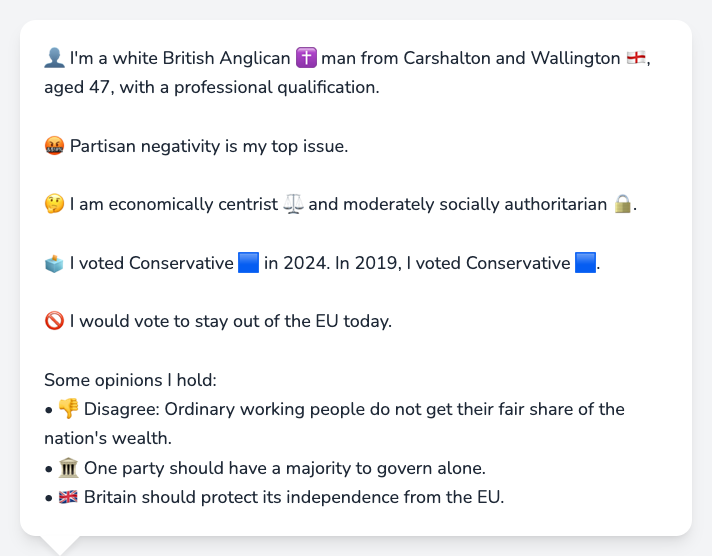 👤 I'm a white British Anglican ✝️ man from Carshalton and Wallington 🏴󠁧󠁢󠁥󠁮󠁧󠁿,
aged 47, with a professional qualification.
🤬 Partisan negativity is my top issue.
🤔 I am economically centrist ⚖️ and moderately socially authoritarian 🔒.
🗳️ I voted Conservative 🟦 in 2024. In 2019, I voted Conservative 🟦.
🚫 I would vote to stay out of the EU today.
Some opinions I hold:
• 👎 Disagree: Ordinary working people do not get their fair share of the
nation's wealth.
• 🏛️ One party should have a majority to govern alone.
• 🇬🇧 Britain should protect its independence from the EU.